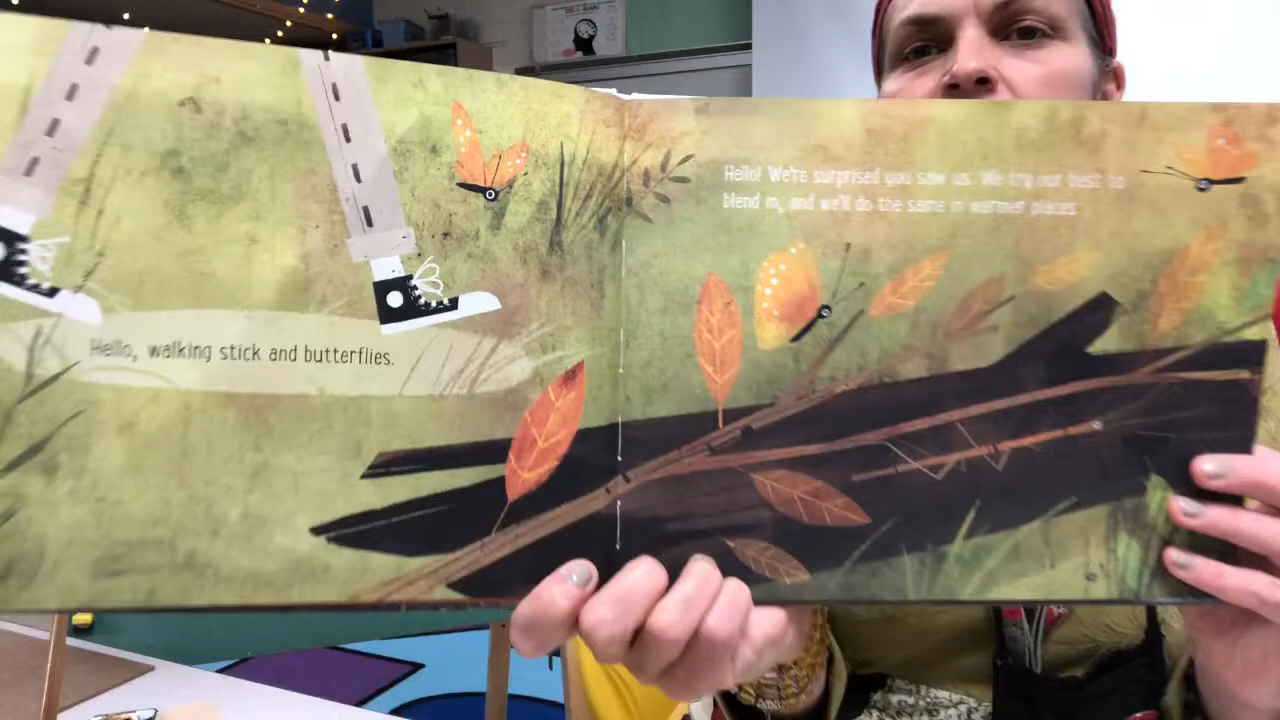 Hello, walking stick and butterflies.
Hello! We're surprised you saw us. We try our best to
blend in, and we'll do the same in warmer places.